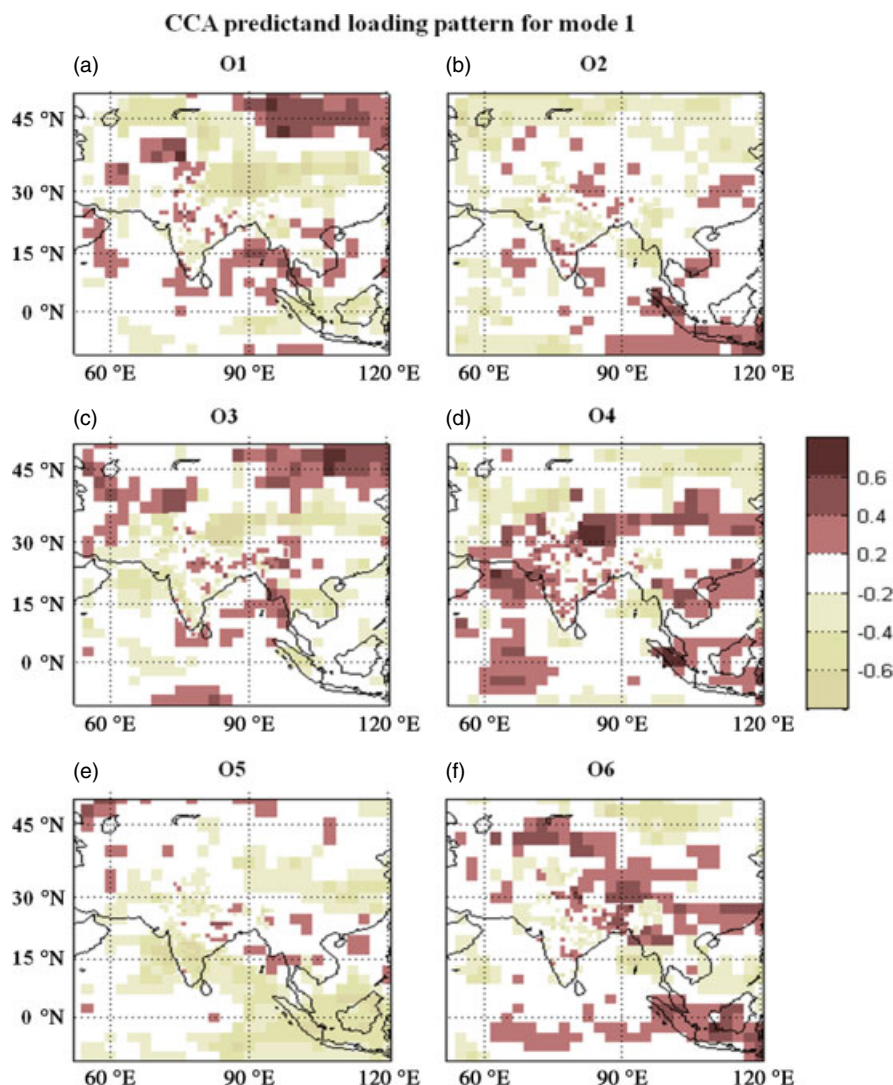 CCA predictand loading pattern for mode 1
(a) O1
(b) O2
45 °N
30 °N
15 °N
0 °N
60 °E 90 °E 120 °E
60 °E 90 °E 120 °E
(c) O3
(d) O4
45 °N
30 °N
15 °N
0 °N
60 °E 90 °E 120 °E
60 °E 90 °E 120 °E
0.6
0.4
0.2
-0.2
-0.4
-0.6
(e) O5
(f) O6
45 °N
30 °N
15 °N
0 °N
60 °E 90 °E 120 °E
60 °E 90 °E 120 °E